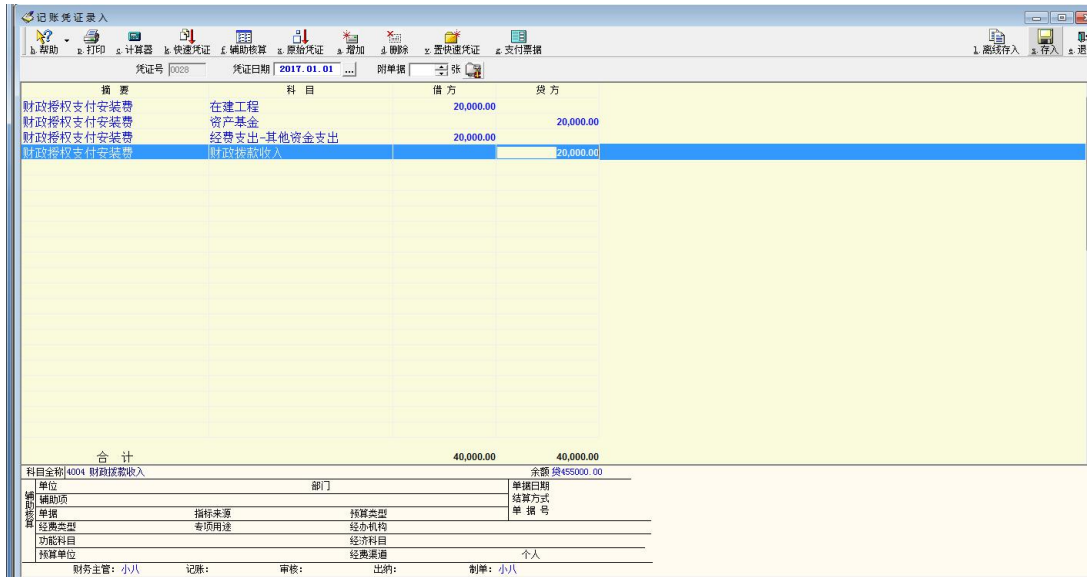 记账凭证录入
h.帮助 p.打印 c.计算器 k.快速凭证 f.辅助核算 x.原始凭证 a.增加 d.删除 y.置快速凭证 g.支付票据 l.离线存入 s.存入
凭证号 0028 凭证日期 2017.01.01 ... 附单据 张
摘 要 科 目 借方 贷方
财政授权支付安装费 在建工程 20,000.00
财政授权支付安装费 资产基金 20,000.00
财政授权支付安装费 经费支出-其他资金支出 20,000.00
财政授权支付安装费 财政拨款收入 20,000.00
合 计 40,000.00 40,000.00
科目全称 4004 财政拨款收入 余额 贷455000.00
辅助核算
单位 部门 单据日期
辅助项 结算方式
单据 指标来源 预算类型 单 据 号
经费类型 专项用途 经办机构
功能科目 经济科目
预算单位 经费渠道 个人
财务主管: 小八 记账: 审核: 出纳: 制单: 小八